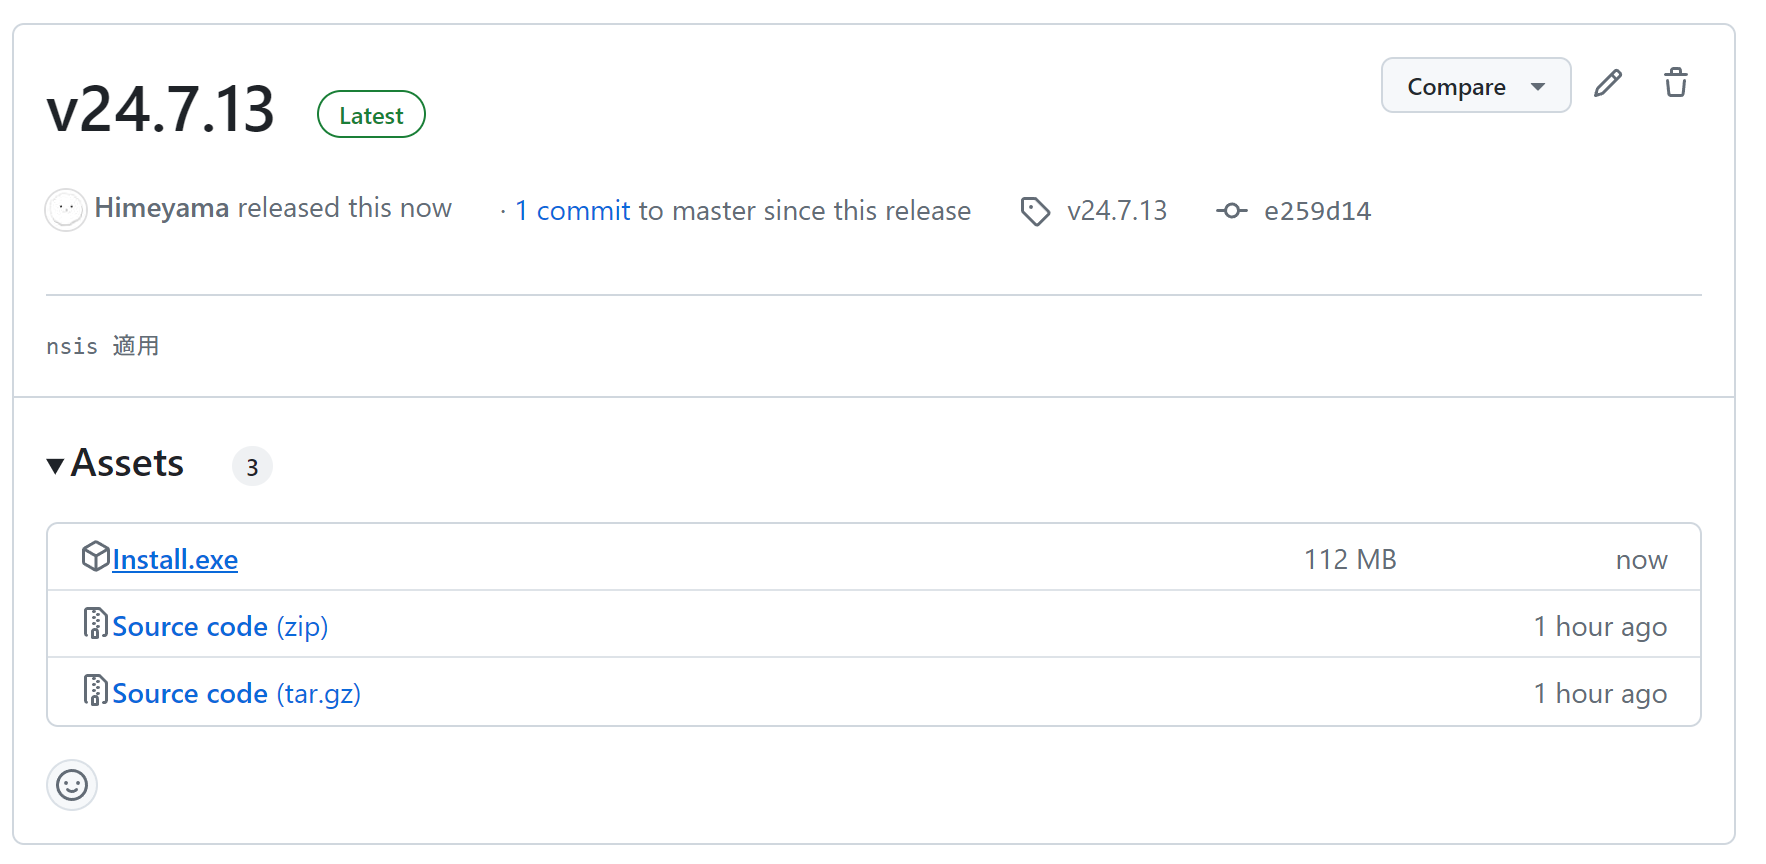 v24.7.13 Latest Compare
Himeyama released this now · 1 commit to master since this release v24.7.13 e259d14
nsis 適用
Assets 3
Install.exe 112 MB now
Source code (zip) 1 hour ago
Source code (tar.gz) 1 hour ago